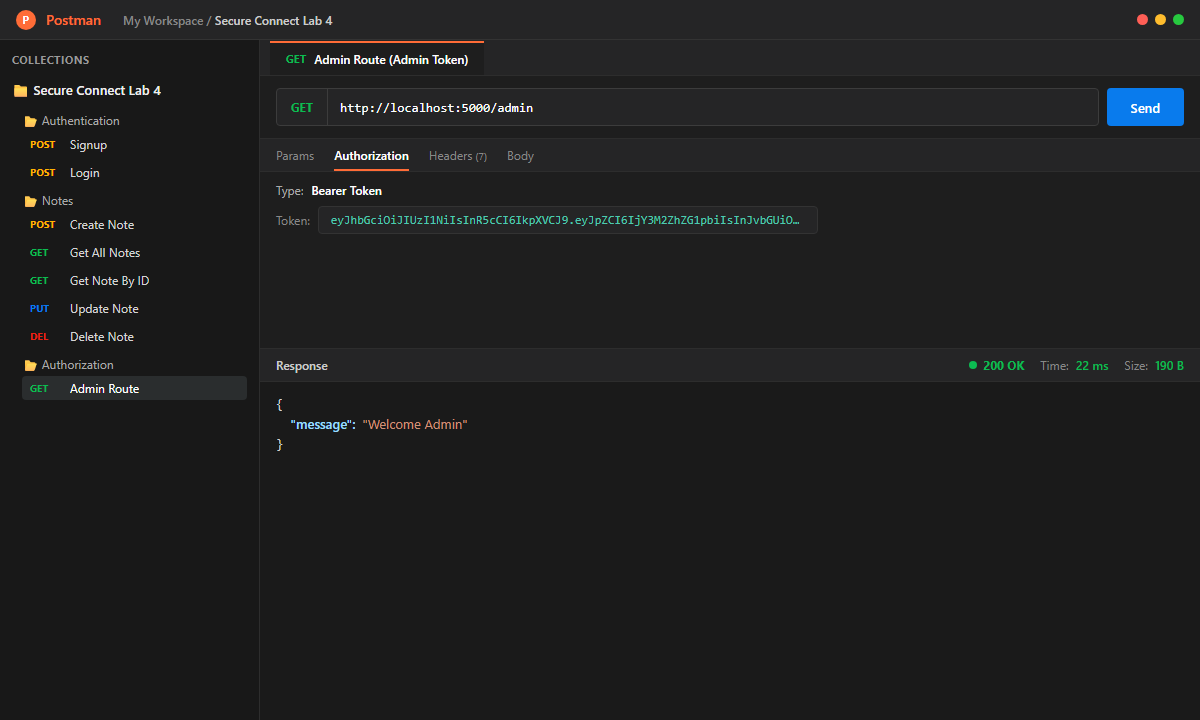 P Postman My Workspace / Secure Connect Lab 4
COLLECTIONS
Secure Connect Lab 4
Authentication
POST Signup
POST Login
Notes
POST Create Note
GET Get All Notes
GET Get Note By ID
PUT Update Note
DEL Delete Note
Authorization
GET Admin Route
GET Admin Route (Admin Token)
GET http://localhost:5000/admin Send
Params Authorization Headers (7) Body
Type: Bearer Token
Token: eyJhbGciOiJIUzI1NiIsInR5cCI6IkpXVCJ9.eyJpZCI6IjY3M2ZhZG1pbiIsInJvbGUiO…
Response 200 OK Time: 22 ms Size: 190 B
{
"message": "Welcome Admin"
}